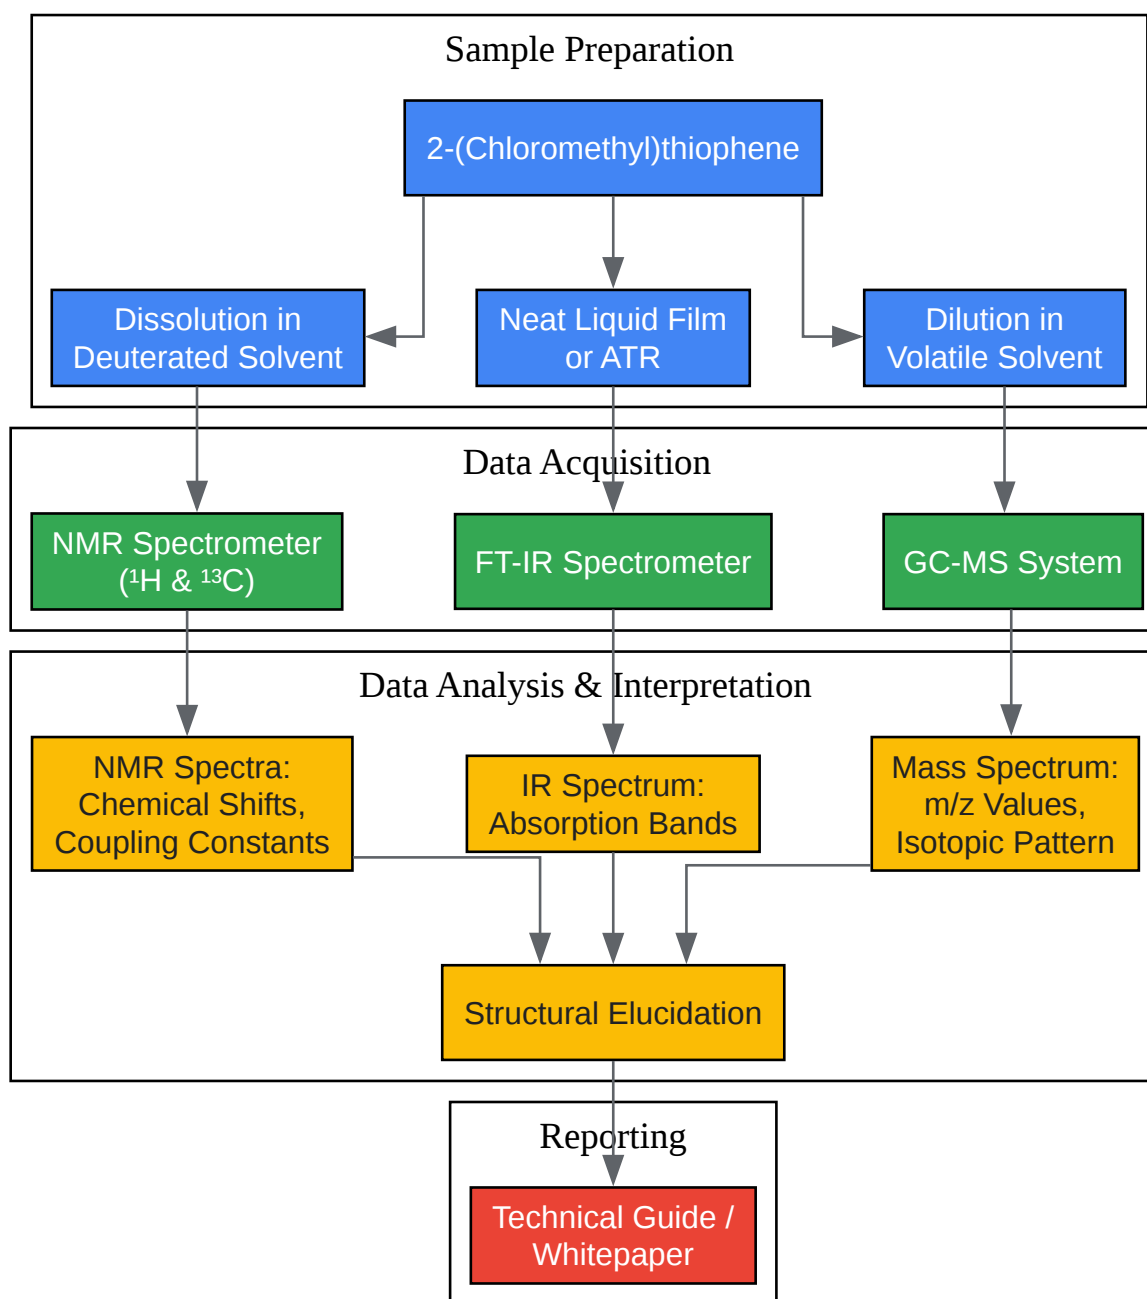 Sample Preparation
2-(Chloromethyl)thiophene
Dissolution in
Deuterated Solvent
Neat Liquid Film
or ATR
Dilution in
Volatile Solvent
Data Acquisition
NMR Spectrometer
(¹H & ¹³C)
FT-IR Spectrometer
GC-MS System
Data Analysis & Interpretation
NMR Spectra:
Chemical Shifts,
Coupling Constants
IR Spectrum:
Absorption Bands
Mass Spectrum:
m/z Values,
Isotopic Pattern
Structural Elucidation
Reporting
Technical Guide /
Whitepaper